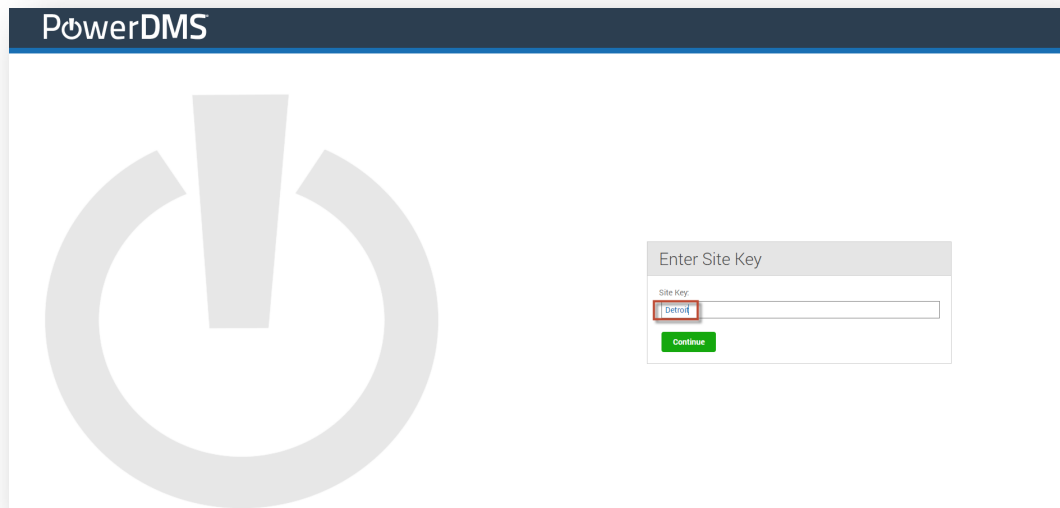 PowerDMS
Enter Site Key
Site Key:
Detroit
Continue